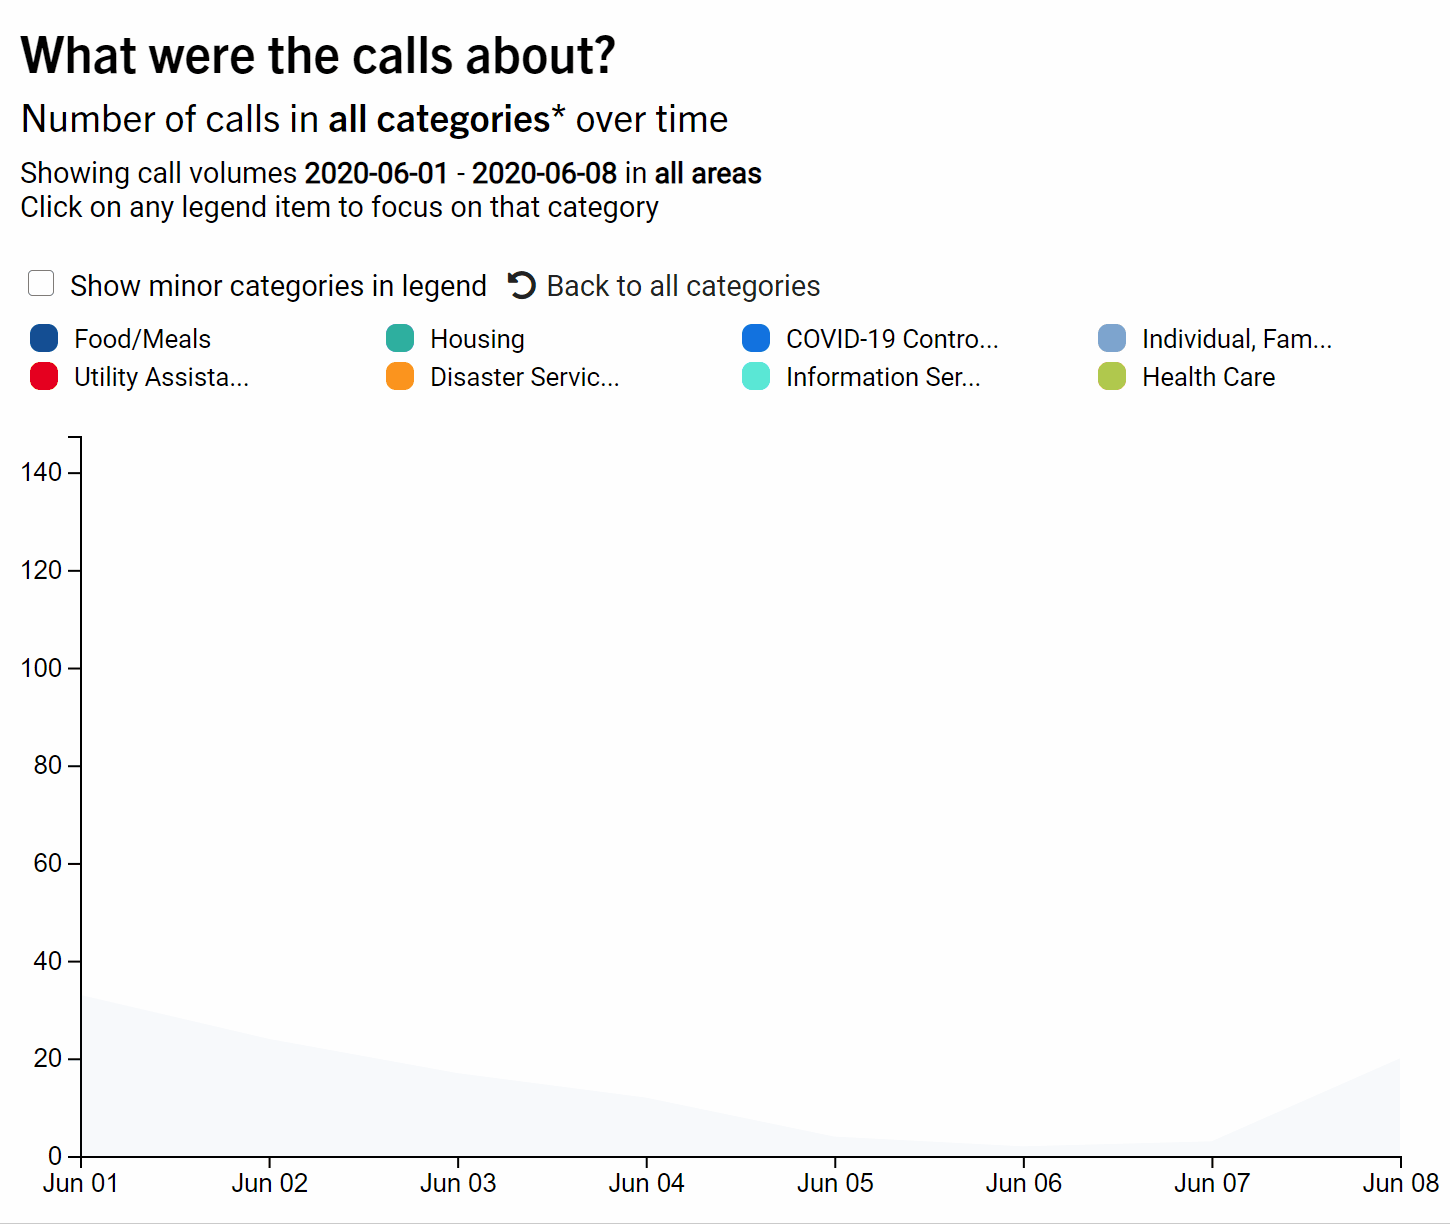 What were the calls about?
Number of calls in all categories* over time
Showing call volumes 2020-06-01 - 2020-06-08 in all areas
Click on any legend item to focus on that category
Show minor categories in legend Back to all categories
Food/Meals Housing COVID-19 Contro... Individual, Fam...
Utility Assista... Disaster Servic... Information Ser... Health Care
140
120
100
80
60
40
20
0
Jun 01 Jun 02 Jun 03 Jun 04 Jun 05 Jun 06 Jun 07 Jun 08